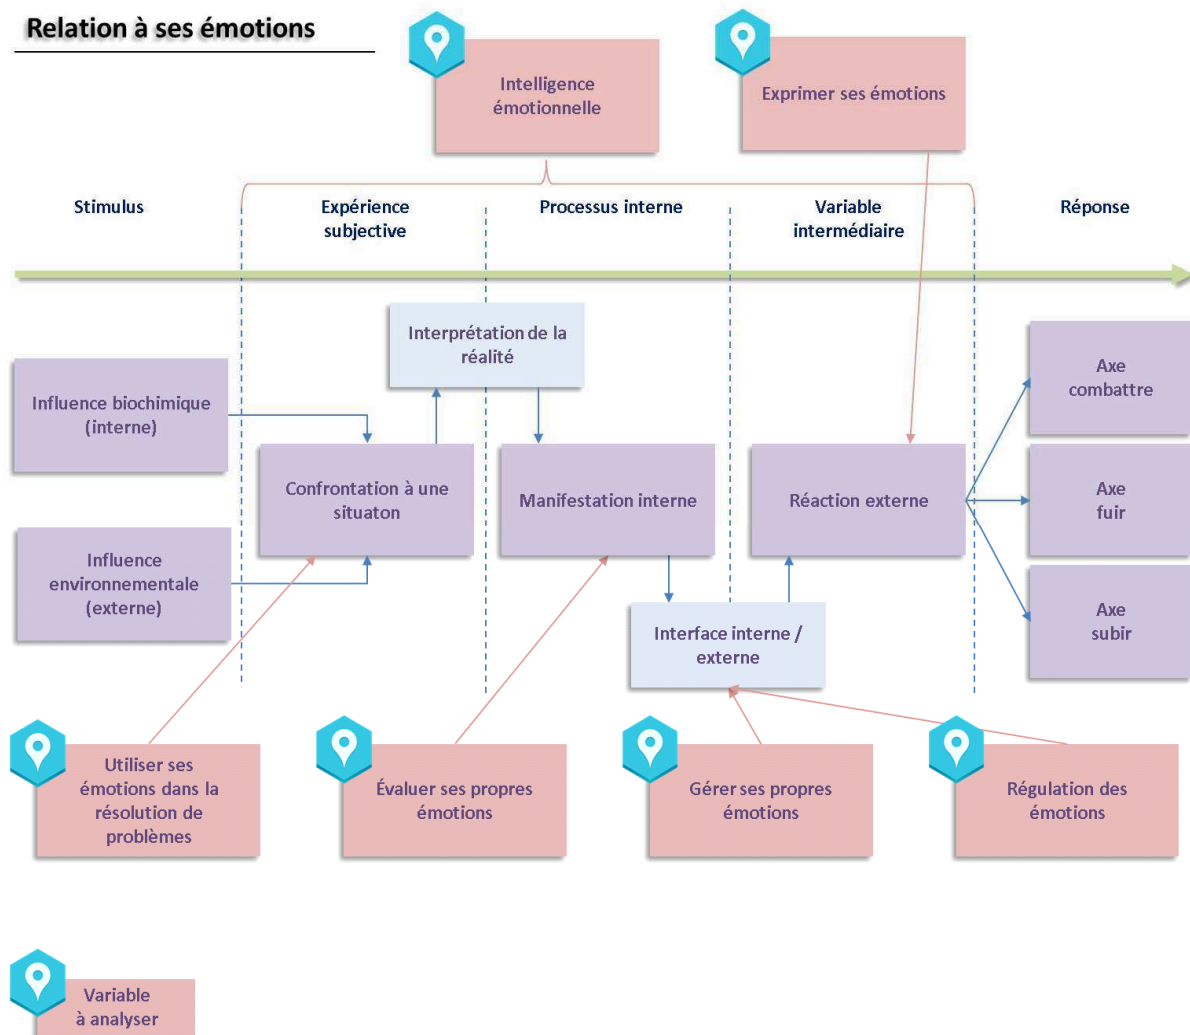 Relation à ses émotions
Intelligence
émotionnelle
Exprimer ses émotions
Stimulus
Expérience
subjective
Processus interne
Variable
intermédiaire
Réponse
Interprétation de la
réalité
Influence biochimique
(interne)
Axe
combattre
Confrontation à une
situaton
Manifestation interne
Réaction externe
Axe
fuir
Influence
environnementale
(externe)
Interface interne /
externe
Axe
subir
Utiliser ses
émotions dans la
résolution de
problèmes
Évaluer ses propres
émotions
Gérer ses propres
émotions
Régulation des
émotions
Variable
à analyser